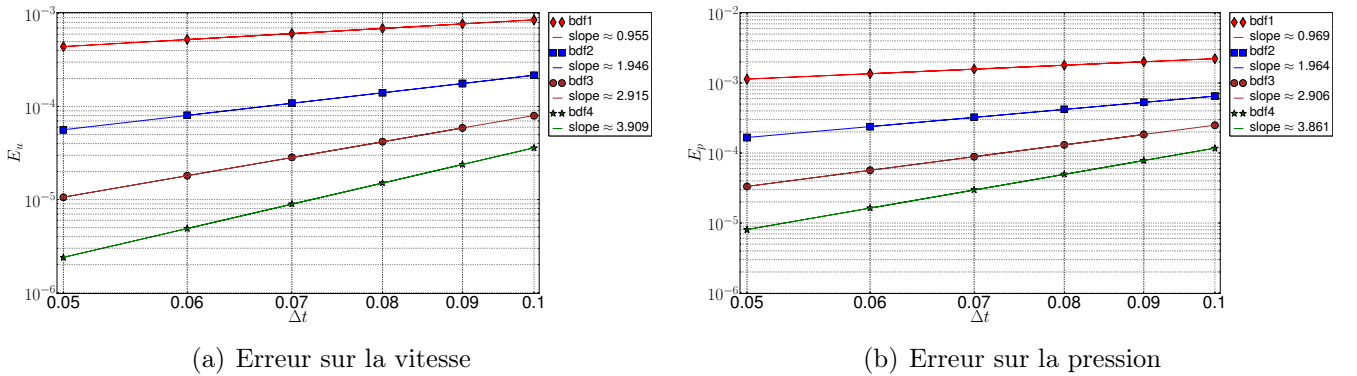 10⁻³
10⁻⁴
10⁻⁵
10⁻⁶
E_u
0.05 0.06 0.07 0.08 0.09 0.1
Δt
bdf1
slope ≈ 0.955
bdf2
slope ≈ 1.946
bdf3
slope ≈ 2.915
bdf4
slope ≈ 3.909
(a) Erreur sur la vitesse
10⁻²
10⁻³
10⁻⁴
10⁻⁵
10⁻⁶
E_p
0.05 0.06 0.07 0.08 0.09 0.1
Δt
bdf1
slope ≈ 0.969
bdf2
slope ≈ 1.964
bdf3
slope ≈ 2.906
bdf4
slope ≈ 3.861
(b) Erreur sur la pression